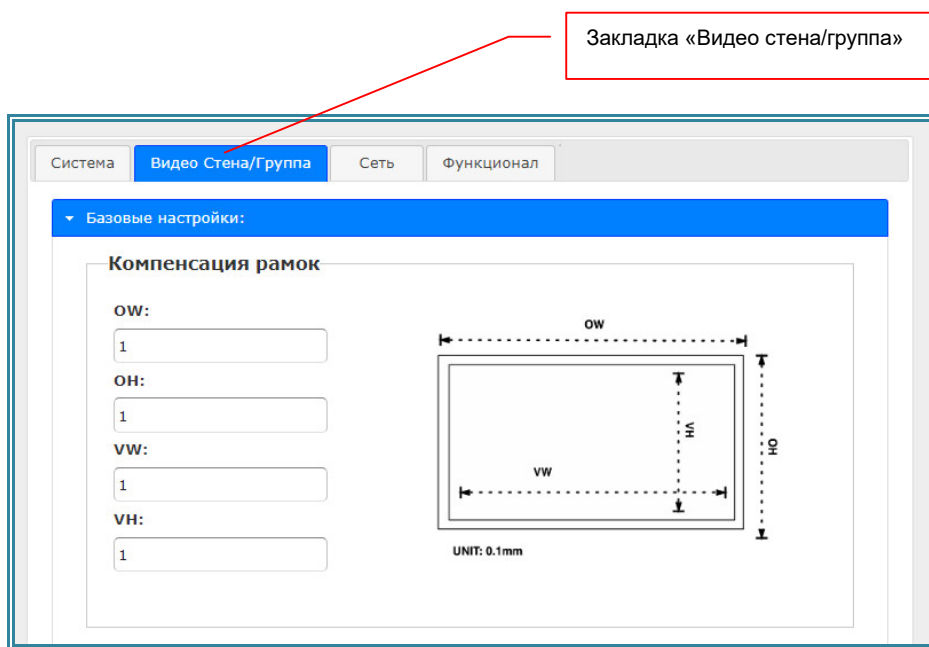 Закладка «Видео стена/группа»
Система Видео Стена/Группа Сеть Функционал
Базовые настройки:
Компенсация рамок
OW:
1
OH:
1
VW:
1
VH:
1
OW
VH
OH
VW
UNIT: 0.1mm